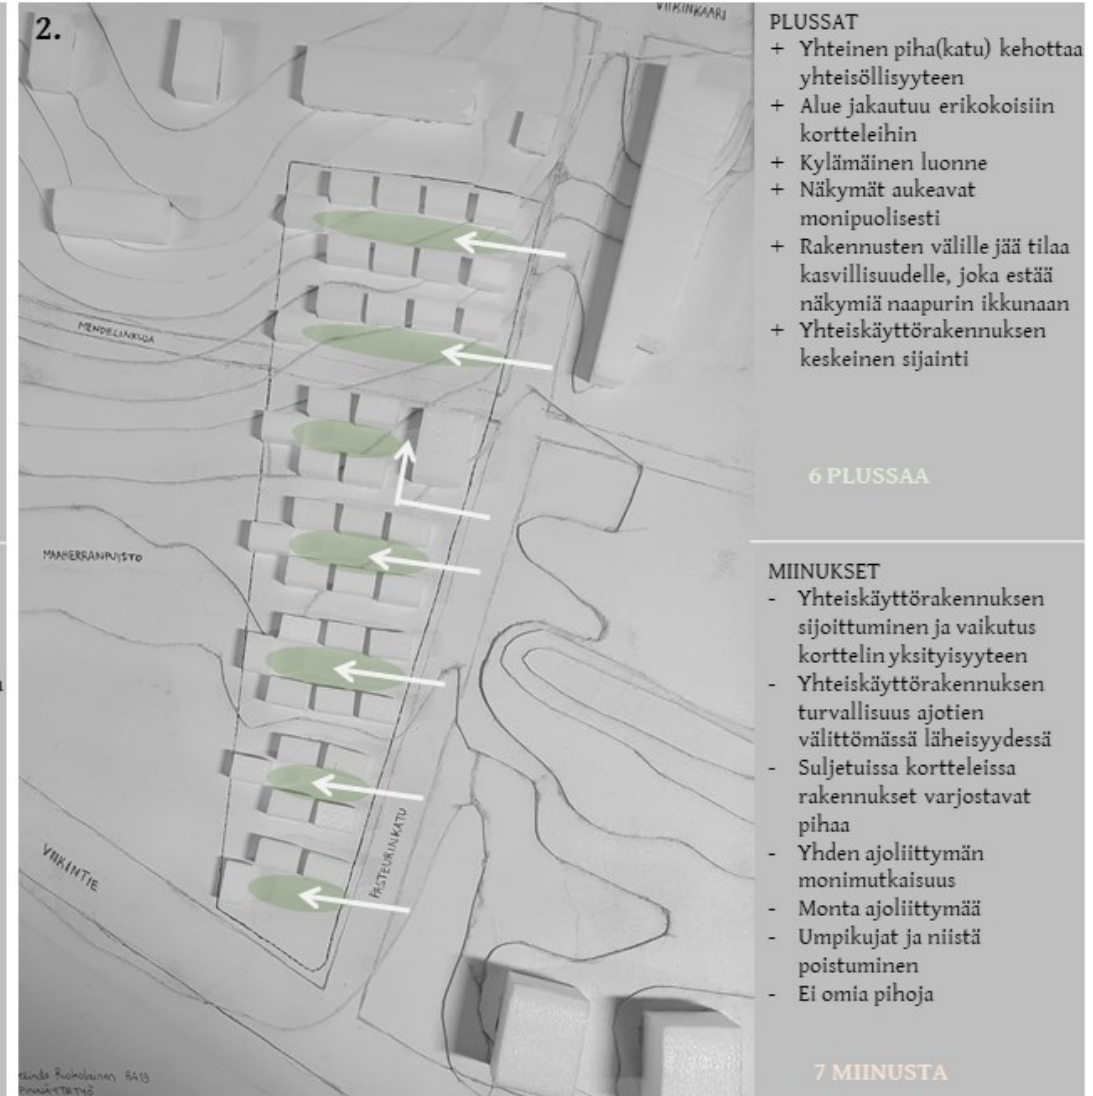 2.
VIIKINKAARI
MENDELINKUJA
MAAHERRANPUISTO
VIIKINTIE
PASTEURINKATU
PLUSSAT
+ Yhteinen piha(katu) kehottaa
yhteisöllisyyteen
+ Alue jakautuu erikokoisiin
kortteleihin
+ Kylämäinen luonne
+ Näkymät aukeavat
monipuolisesti
+ Rakennusten välille jää tilaa
kasvillisuudelle, joka estää
näkymiä naapurin ikkunaan
+ Yhteiskäyttörakennuksen
keskeinen sijainti
6 PLUSSAA
MIINUKSET
- Yhteiskäyttörakennuksen
sijoittuminen ja vaikutus
korttelin yksityisyyteen
- Yhteiskäyttörakennuksen
turvallisuus ajotien
välittömässä läheisyydessä
- Suljetuissa kortteleissa
rakennukset varjostavat
pihaa
- Yhden ajoliittymän
monimutkaisuus
- Monta ajoliittymää
- Umpikujat ja niistä
poistuminen
- Ei omia pihoja
7 MIINUSTA